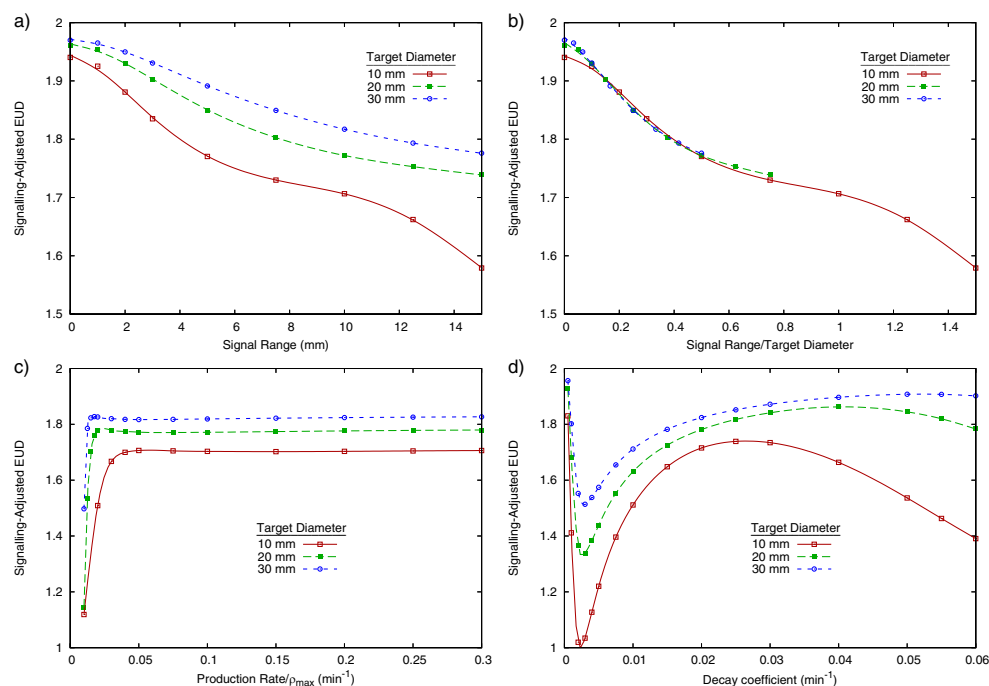 a)
2
1.9
1.8
1.7
1.6
1.5
Signalling-Adjusted EUD
Target Diameter
10 mm
20 mm
30 mm
0 2 4 6 8 10 12 14
Signal Range (mm)
b)
2
1.9
1.8
1.7
1.6
1.5
Signalling-Adjusted EUD
Target Diameter
10 mm
20 mm
30 mm
0 0.2 0.4 0.6 0.8 1 1.2 1.4
Signal Range/Target Diameter
c)
2
1.8
1.6
1.4
1.2
1
Signalling-Adjusted EUD
Target Diameter
10 mm
20 mm
30 mm
0 0.05 0.1 0.15 0.2 0.25 0.3
Production Rate/ρmax (min⁻¹)
d)
2
1.8
1.6
1.4
1.2
1
Signalling-Adjusted EUD
Target Diameter
10 mm
20 mm
30 mm
0 0.01 0.02 0.03 0.04 0.05 0.06
Decay coefficient (min⁻¹)